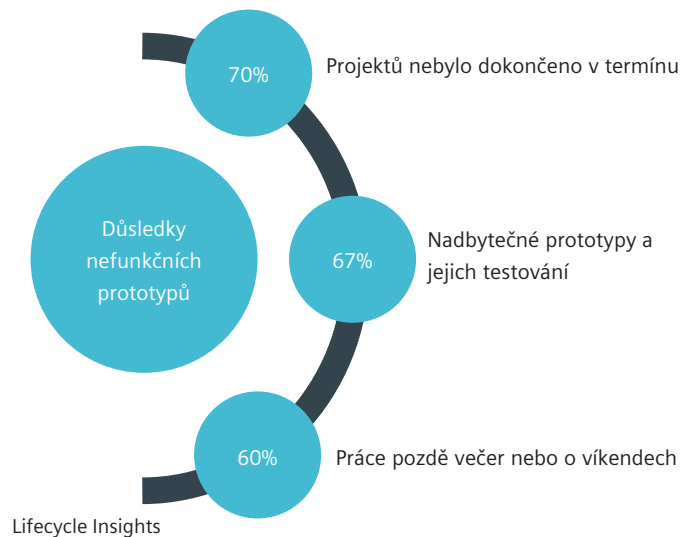 70%
Projektů nebylo dokončeno v termínu
Důsledky
nefunkčních
prototypů
67%
Nadbytečné prototypy a
jejich testování
60%
Práce pozdě večer nebo o víkendech
Lifecycle Insights